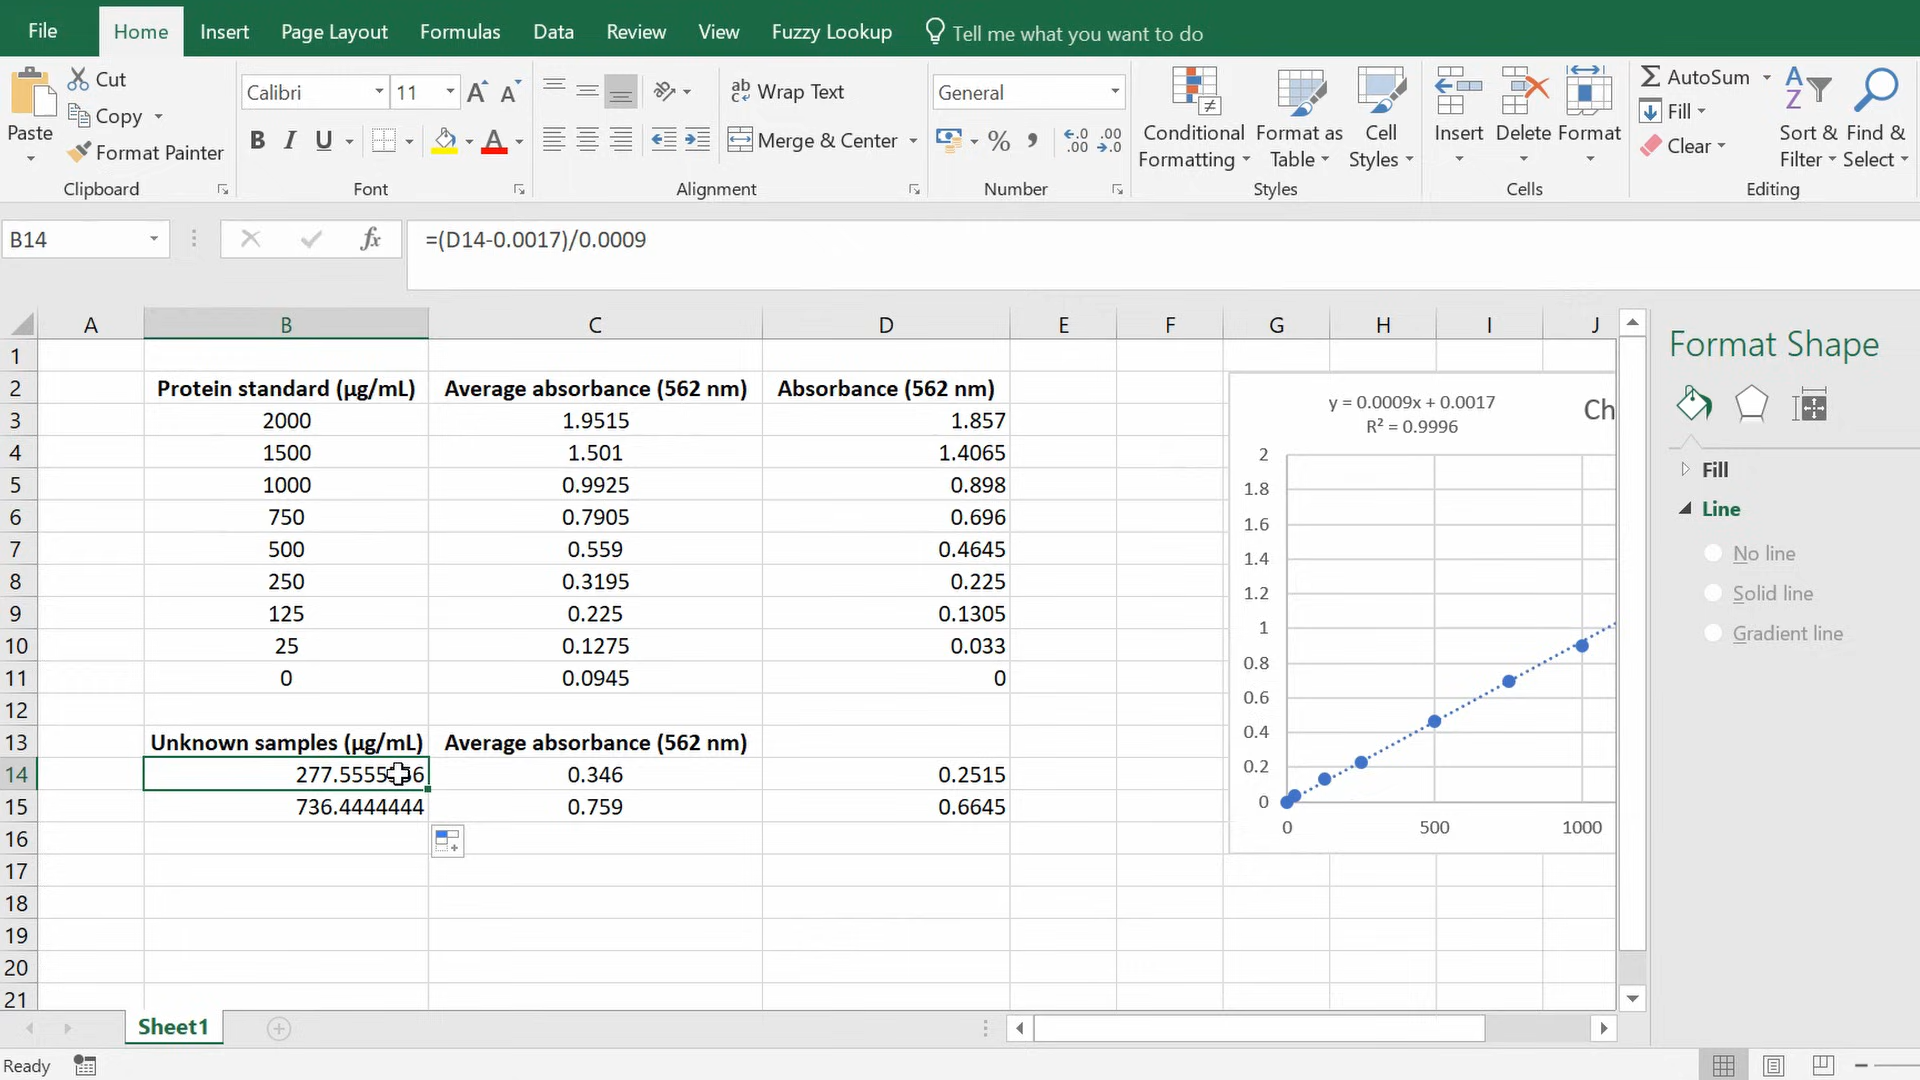 File Home Insert Page Layout Formulas Data Review View Fuzzy Lookup Tell me what you want to do
Paste
Cut
Copy
Format Painter
Clipboard
Calibri 11 A A
B I U A
Font
ab Wrap Text
Merge & Center
Alignment
General
% , .0 .00 .00 .0
Number
Conditional Formatting
Format as Table
Cell Styles
Styles
Insert Delete Format
Cells
Σ AutoSum
Fill
Clear
A Z Sort & Filter
Find & Select
Editing
B14 fx =(D14-0.0017)/0.0009
A B C D E F G H I J
1
2 Protein standard (µg/mL) Average absorbance (562 nm) Absorbance (562 nm)
3 2000 1.9515 1.857
4 1500 1.501 1.4065
5 1000 0.9925 0.898
6 750 0.7905 0.696
7 500 0.559 0.4645
8 250 0.3195 0.225
9 125 0.225 0.1305
10 25 0.1275 0.033
11 0 0.0945 0
12
13 Unknown samples (µg/mL) Average absorbance (562 nm)
14 0.346 0.2515
15 736.4444444 0.759 0.6645
16
17
18
19
20
21
y = 0.0009x + 0.0017
R² = 0.9996
Ch
2
1.8
1.6
1.4
1.2
1
0.8
0.6
0.4
0.2
0
0 500 1000
Format Shape
Fill
Line
No line
Solid line
Gradient line
Sheet1
Ready